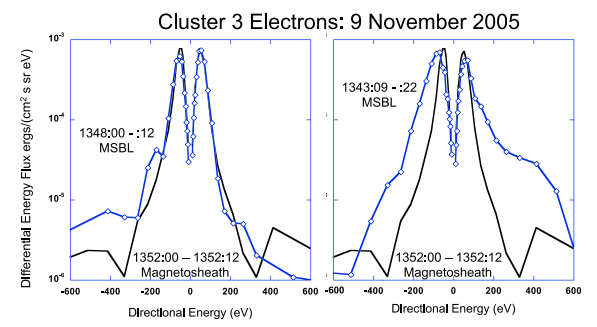 Cluster 3 Electrons: 9 November 2005
Differential Energy Flux ergs/(cm² s sr eV)
10⁻³
10⁻⁴
10⁻⁵
10⁻⁶
1348:00 - :12
MSBL
1352:00 – 1352:12
Magnetosheath
-600 -400 -200 0 200 400 600
Directional Energy (eV)
1343:09 - :22
MSBL
1352:00 – 1352:12
Magnetosheath
-600 -400 -200 0 200 400 600
Directional Energy (eV)